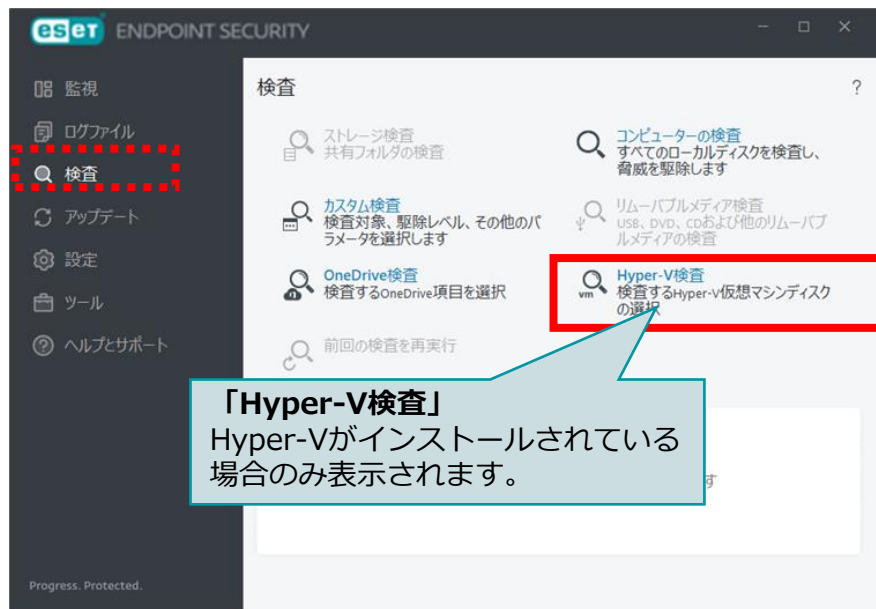 eset ENDPOINT SECURITY
監視
ログファイル
検査
アップデート
設定
ツール
ヘルプとサポート
Progress. Protected.
検査
?
ストレージ検査
共有フォルダの検査
コンピューターの検査
すべてのローカルディスクを検査し、
脅威を駆除します
カスタム検査
検査対象、駆除レベル、その他のパ
ラメータを選択します
リムーバブルメディア検査
USB、DVD、CDおよび他のリムーバブ
ルメディアの検査
OneDrive検査
検査するOneDrive項目を選択
vm
Hyper-V検査
検査するHyper-V仮想マシンディスク
の選択
前回の検査を再実行
「Hyper-V検査」
Hyper-Vがインストールされている
場合のみ表示されます。
す